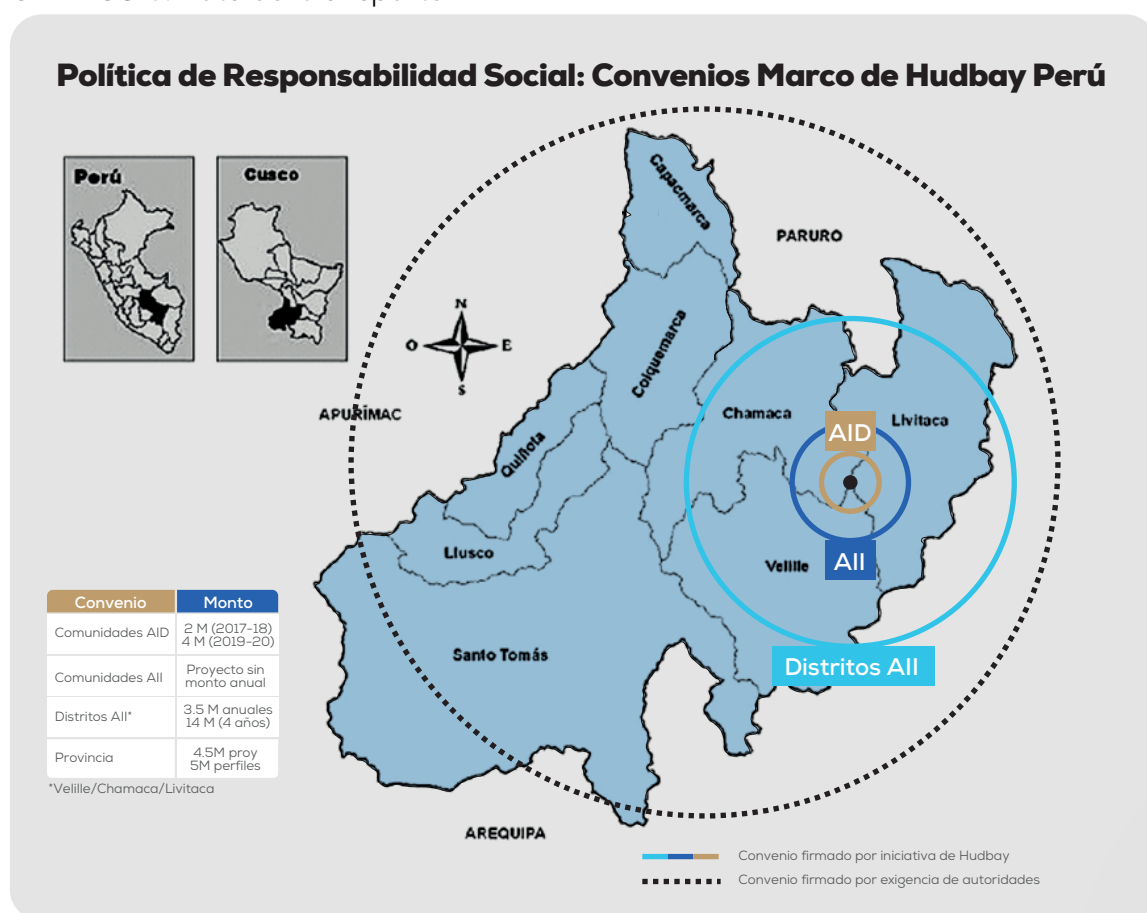 Política de Responsabilidad Social: Convenios Marco de Hudbay Perú
Perú
Cusco
Capacmarca
PARURO
N
O
E
S
Colquemarca
APURÍMAC
Chamaca
Livitaca
AID
Quiñota
Llusco
Velille
AII
Santo Tomás
Distritos AII
Convenio Monto
Comunidades AID 2 M (2017-18)
4 M (2019-20)
Comunidades AII Proyecto sin
monto anual
Distritos AII* 3.5 M anuales
14 M (4 años)
Provincia 4.5M proy
5M perfiles
*Velille/Chamaca/Livitaca
AREQUIPA
Convenio firmado por iniciativa de Hudbay
Convenio firmado por exigencia de autoridades